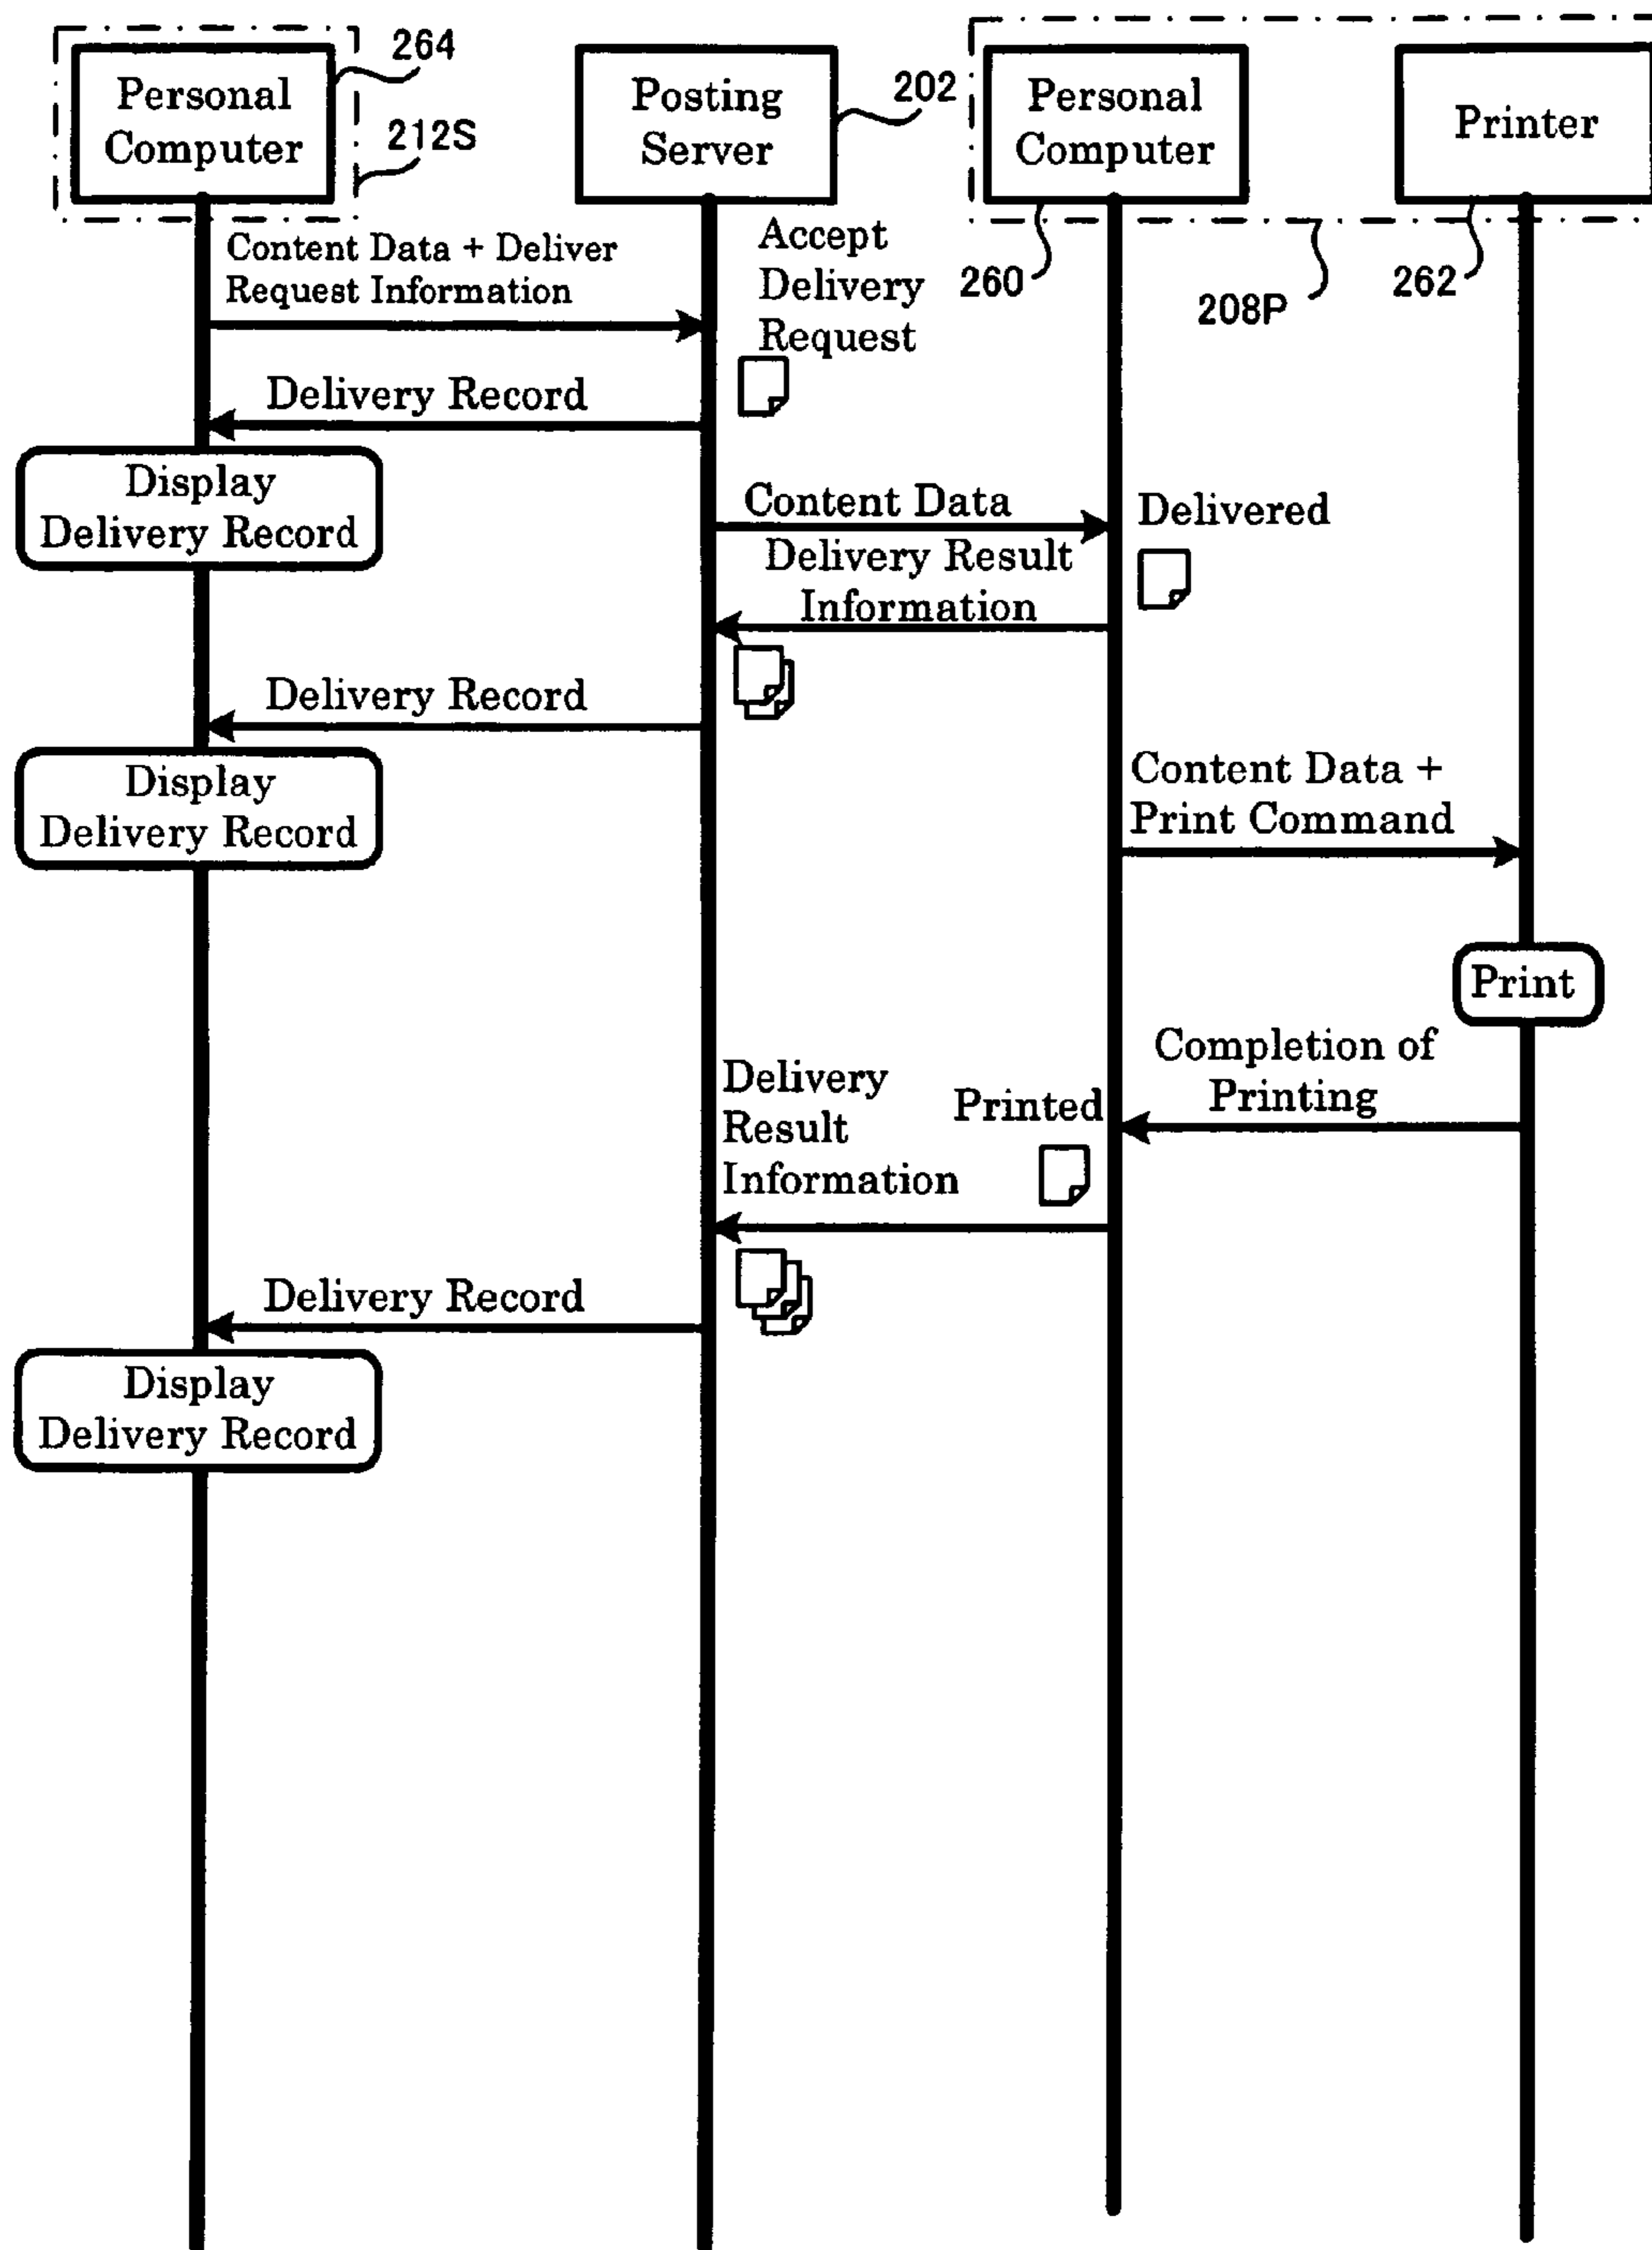 264
Personal
Computer
212S
Posting
Server
202
Personal
Computer
260
208P
Printer
262
Content Data + Deliver
Request Information
Accept
Delivery
Request
Delivery Record
Display
Delivery Record
Content Data
Delivered
Delivery Result
Information
Delivery Record
Display
Delivery Record
Content Data +
Print Command
Print
Completion of
Printing
Printed
Delivery
Result
Information
Delivery Record
Display
Delivery Record